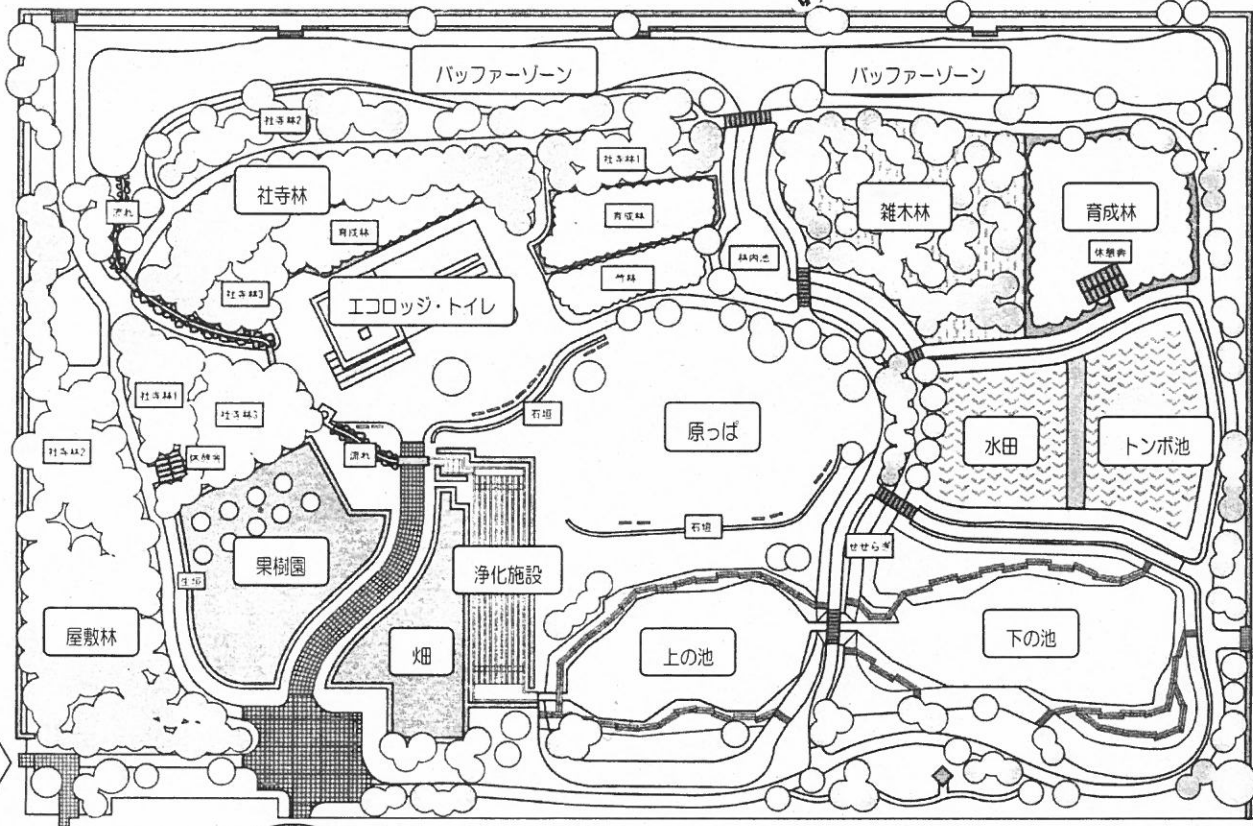 バッファーゾーン
バッファーゾーン
社寺林2
社寺林1
社寺林
雑木林
育成林
流れ
育成林
育成林
休憩舎
竹林
林内池
社寺林3
エコロッジ・トイレ
社寺林1
社寺林3
石垣
原っぱ
水田
トンボ池
社寺林2
休憩舎
流れ
石垣
せせらぎ
果樹園
浄化施設
生垣
屋敷林
畑
上の池
下の池